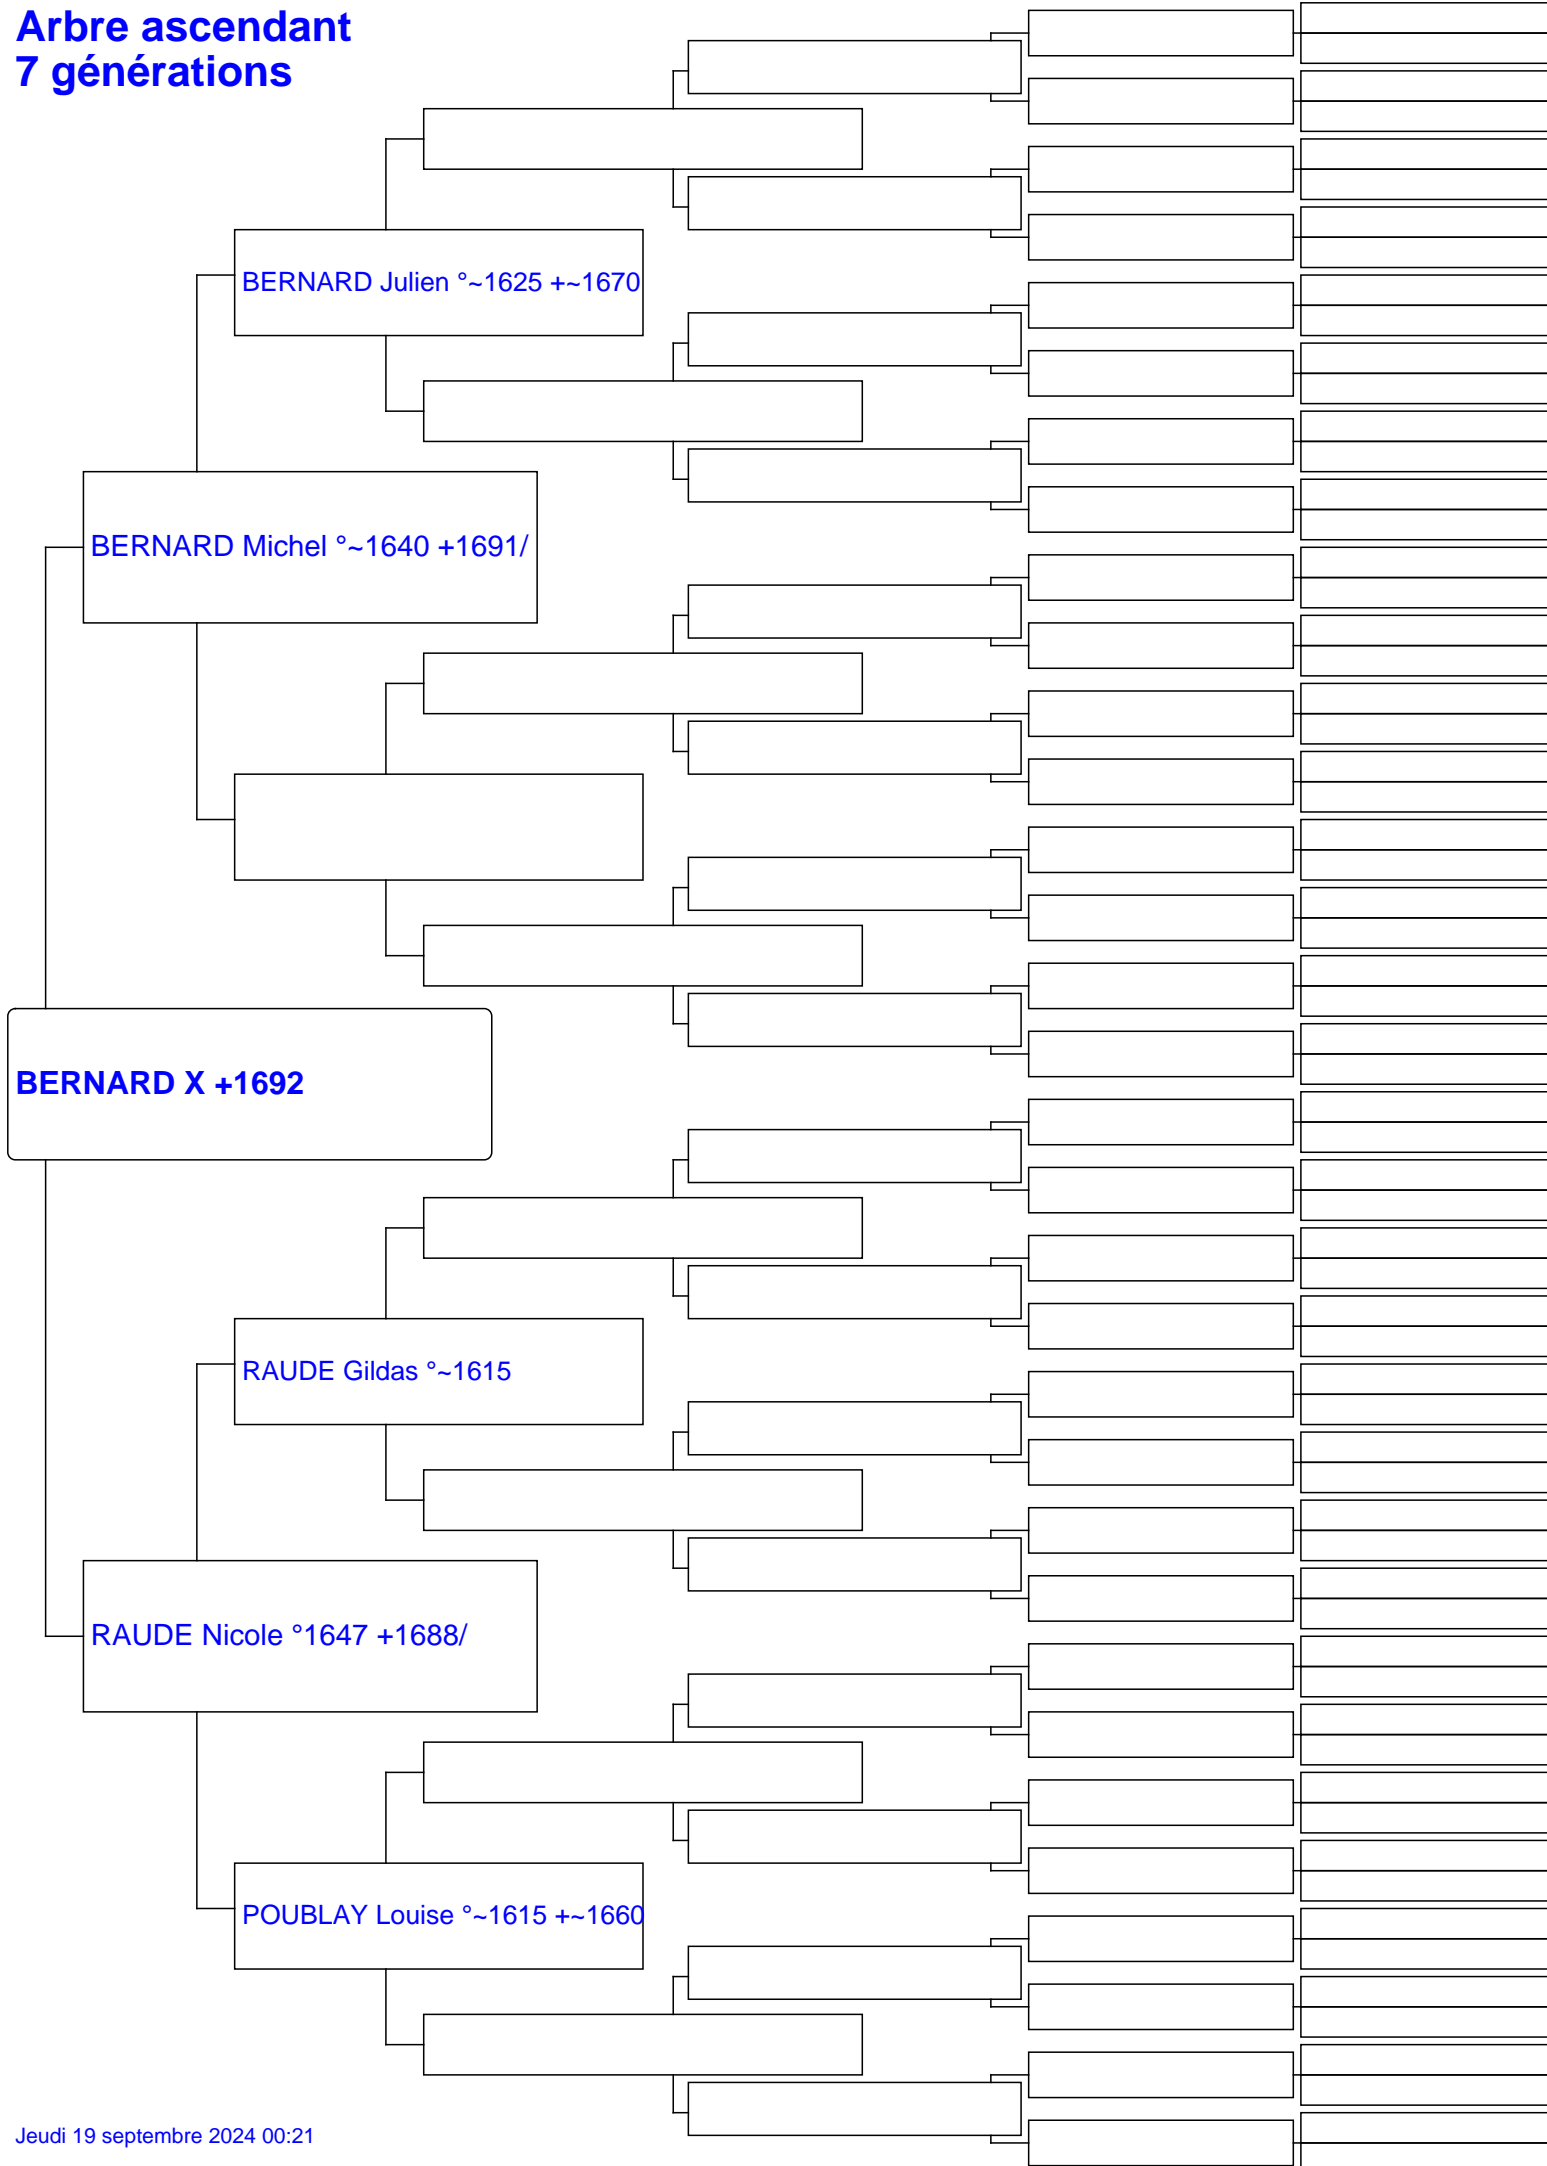 Arbre ascendant
7 générations
BERNARD Julien °~1625 +~1670
BERNARD Michel °~1640 +1691/
BERNARD X +1692
RAUDE Gildas °~1615
RAUDE Nicole °1647 +1688/
POUBLAY Louise °~1615 +~1660
Jeudi 19 septembre 2024 00:21